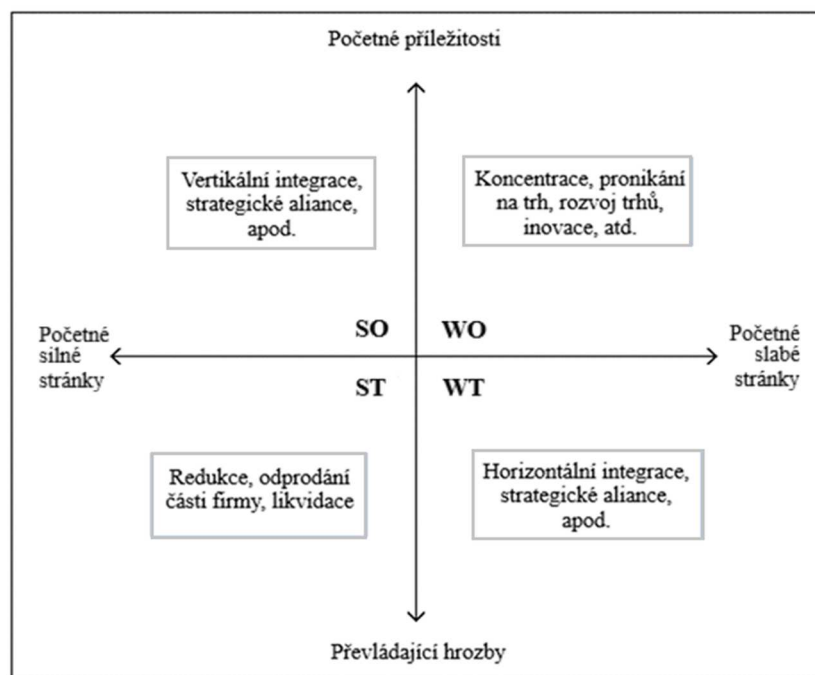 Početné příležitosti
Vertikální integrace,
strategické aliance,
apod.
Koncentrace, pronikání
na trh, rozvoj trhů,
inovace, atd.
Početné
silné
stránky
SO
WO
Početné
slabé
stránky
ST
WT
Redukce, odprodání
části firmy, likvidace
Horizontální integrace,
strategické aliance,
apod.
Převládající hrozby